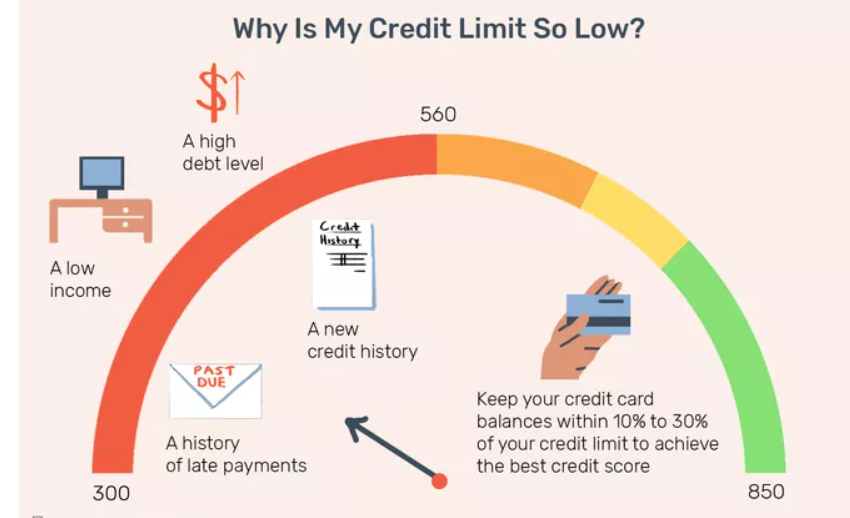 Why Is My Credit Limit So Low?
560
A high
debt level
A low
income
Credit
History
A new
credit history
PAST
DUE
A history
of late payments
Keep your credit card
balances within 10% to 30%
of your credit limit to achieve
the best credit score
300
850